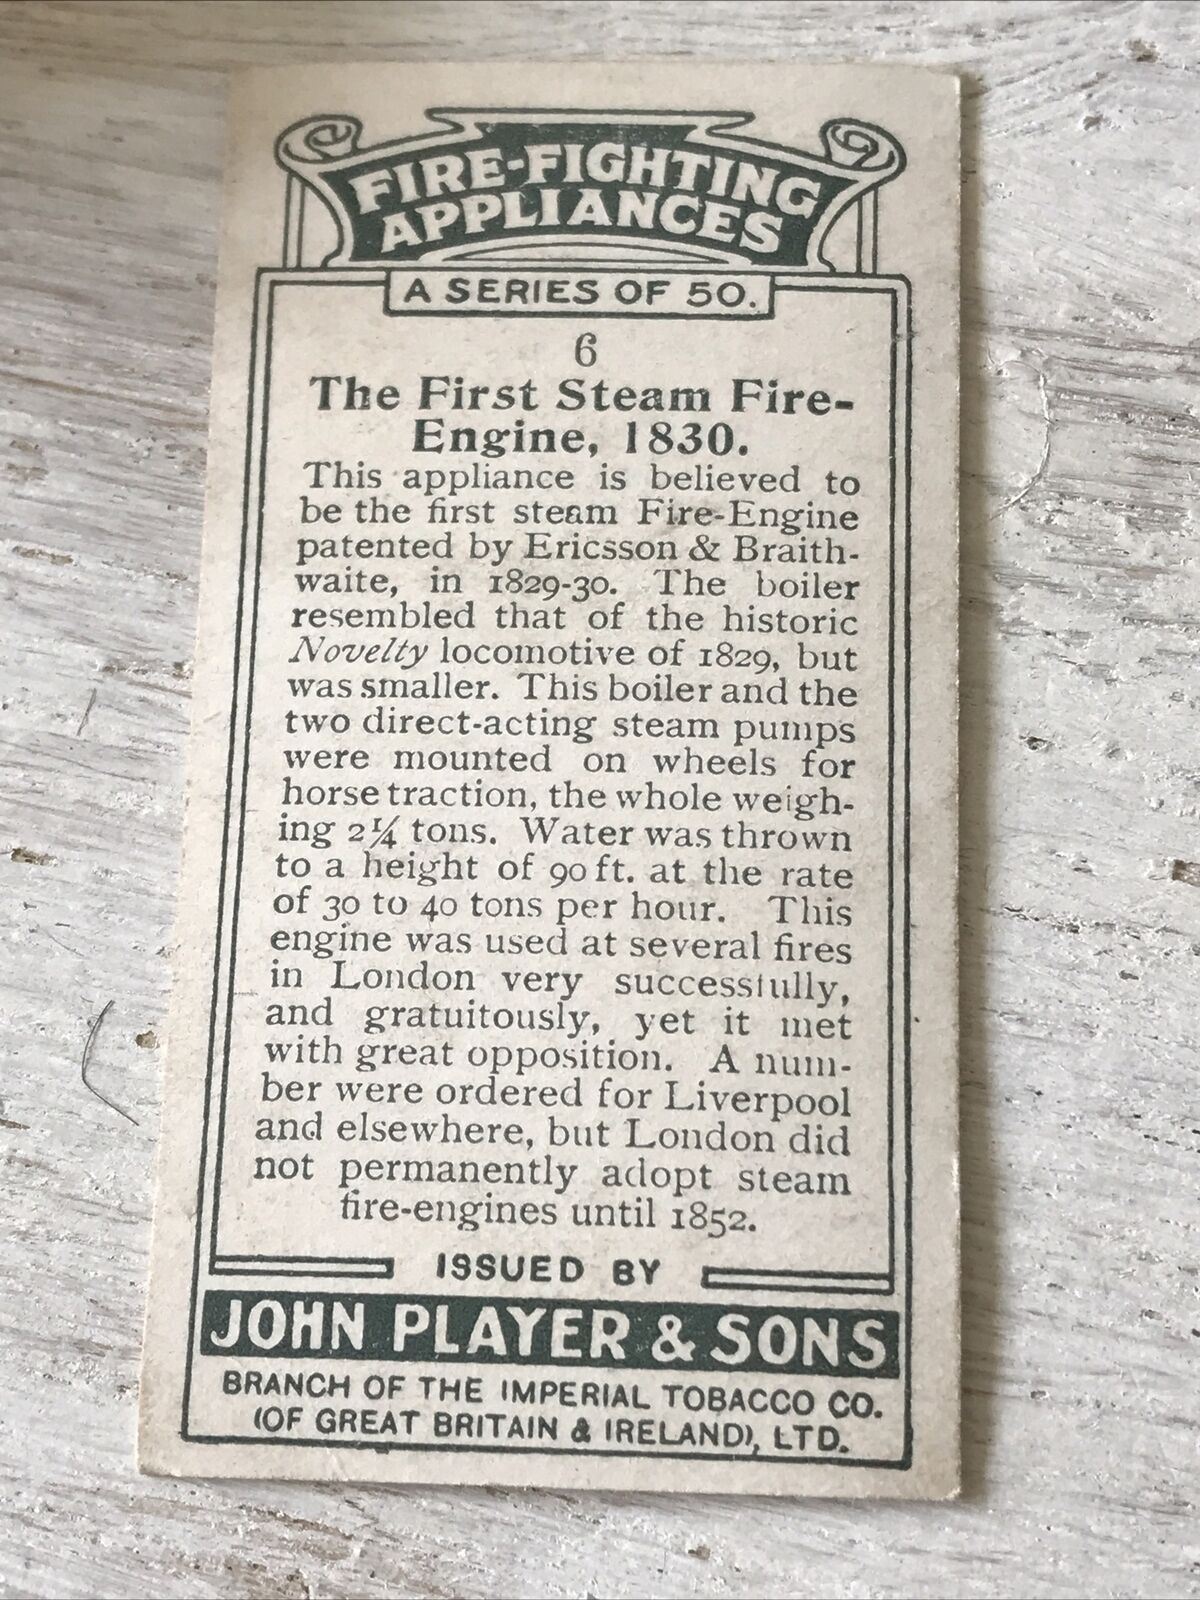 FIRE-FIGHTING
APPLIANCES
A SERIES OF 50.
6
The First Steam Fire-
Engine, 1830.
This appliance is believed to
be the first steam Fire-Engine
patented by Ericsson & Braith-
waite, in 1829-30. The boiler
resembled that of the historic
Novelty locomotive of 1829, but
was smaller. This boiler and the
two direct-acting steam pumps
were mounted on wheels for
horse traction, the whole weigh-
ing 2¼ tons. Water was thrown
to a height of 90 ft. at the rate
of 30 to 40 tons per hour. This
engine was used at several fires
in London very successfully,
and gratuitously, yet it met
with great opposition. A num-
ber were ordered for Liverpool
and elsewhere, but London did
not permanently adopt steam
fire-engines until 1852.
ISSUED BY
JOHN PLAYER & SONS
BRANCH OF THE IMPERIAL TOBACCO CO.
(OF GREAT BRITAIN & IRELAND), LTD.